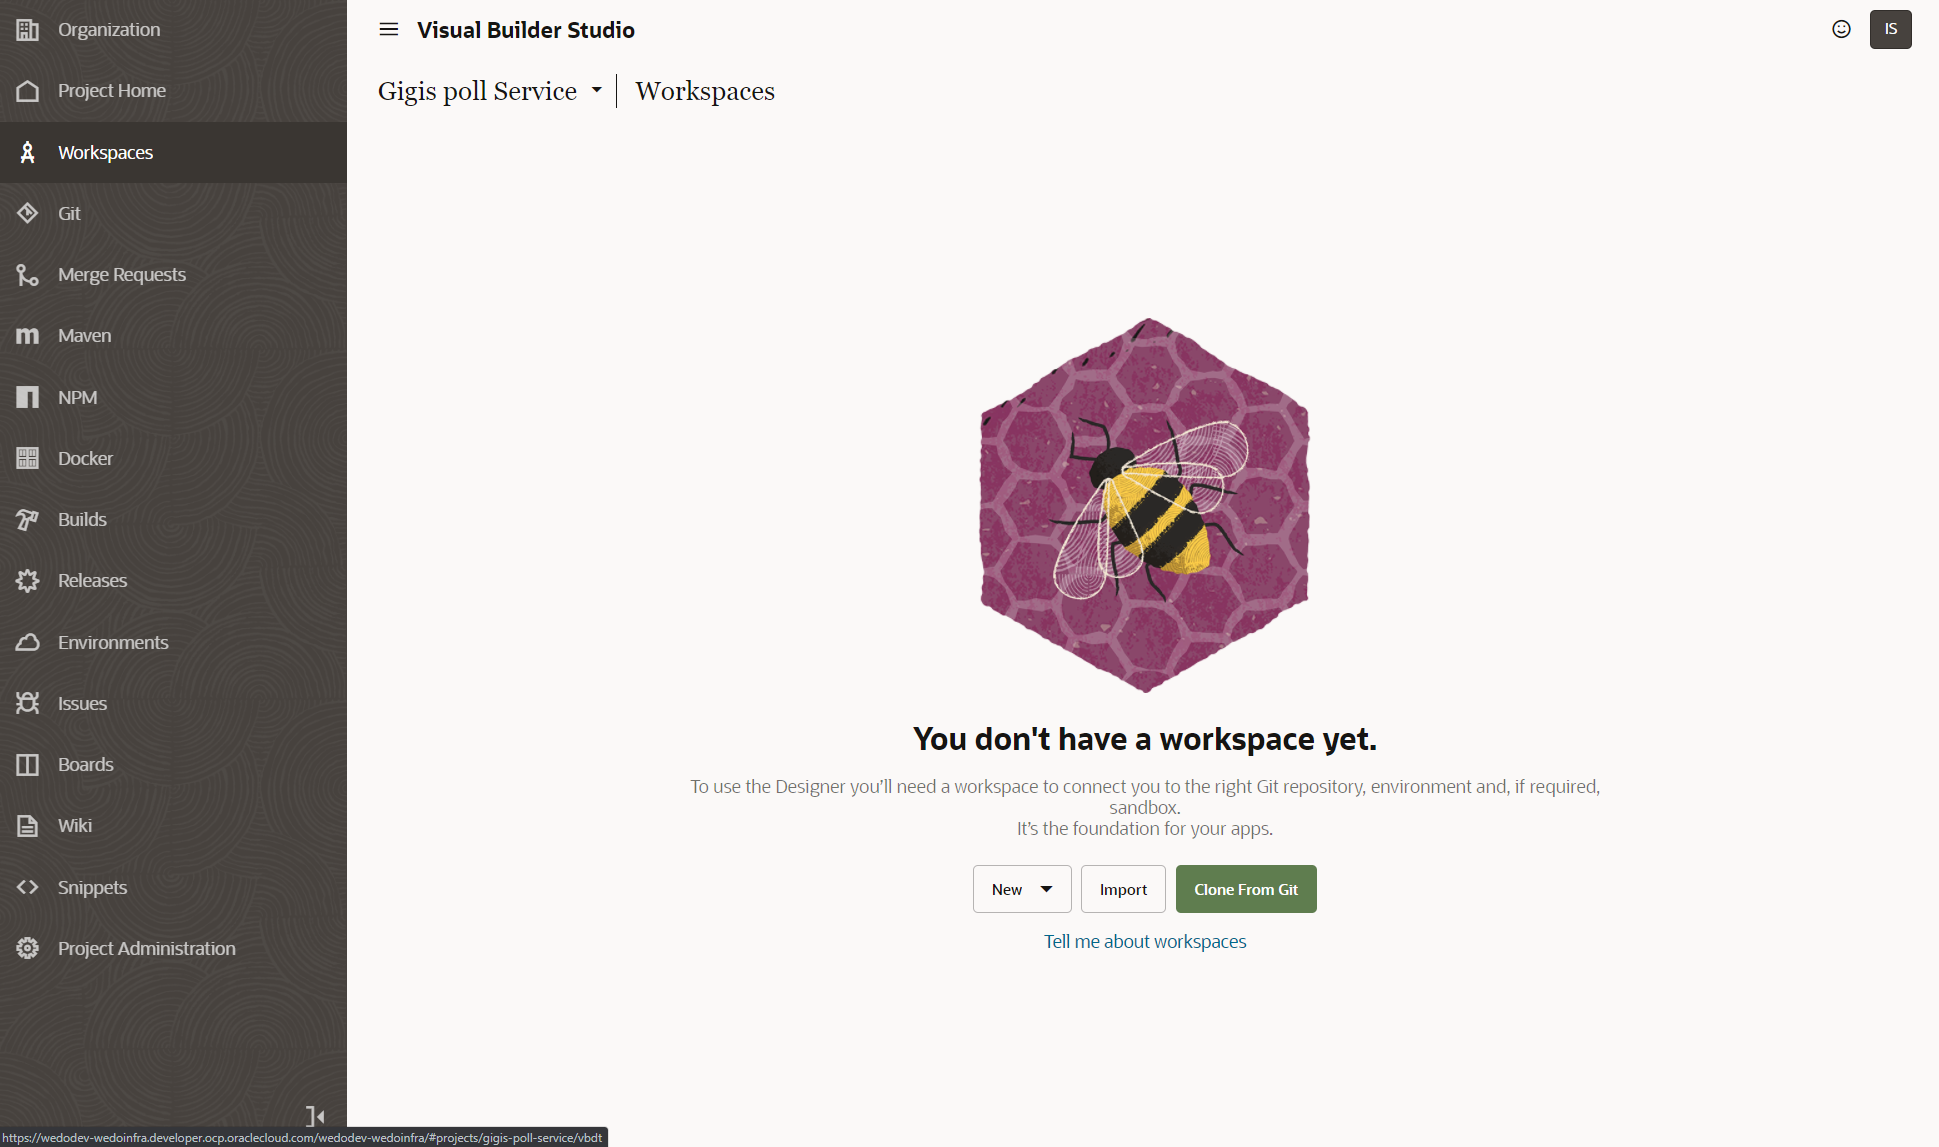 Organization
Project Home
Workspaces
Git
Merge Requests
Maven
NPM
Docker
Builds
Releases
Environments
Issues
Boards
Wiki
Snippets
Project Administration
Visual Builder Studio
IS
Gigis poll Service
Workspaces
You don't have a workspace yet.
To use the Designer you’ll need a workspace to connect you to the right Git repository, environment and, if required,
sandbox.
It’s the foundation for your apps.
New
Import
Clone From Git
Tell me about workspaces
https://wedodev-wedoinfra.developer.ocp.oraclecloud.com/wedodev-wedoinfra/#projects/gigis-poll-service/vbdt